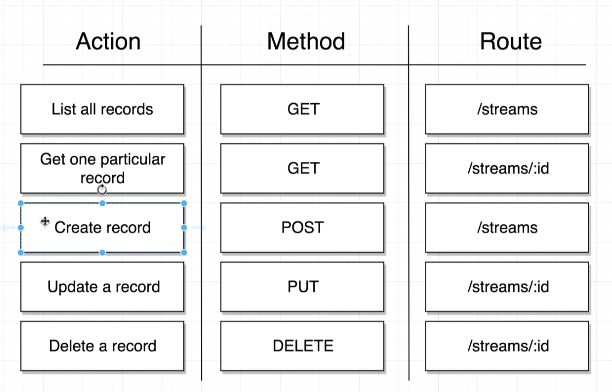 Action Method Route
List all records GET /streams
Get one particular
record GET /streams/:id
Create record POST /streams
Update a record PUT /streams/:id
Delete a record DELETE /streams/:id